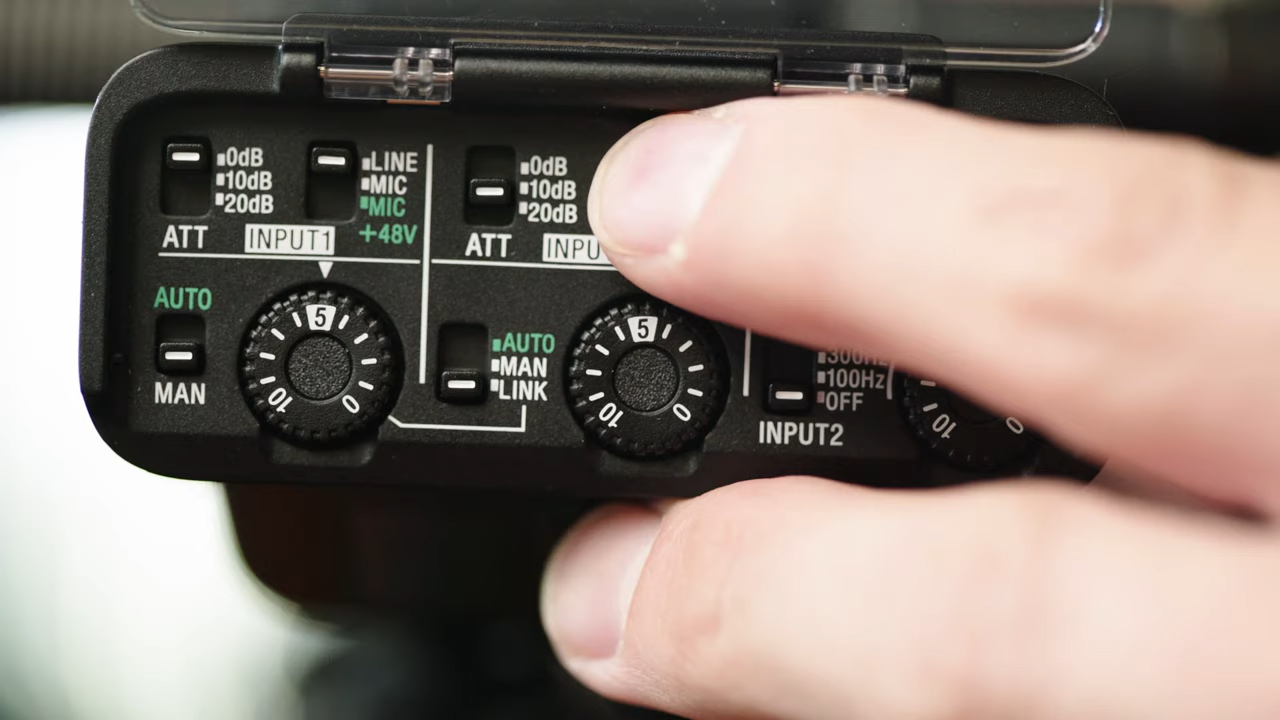 0dB
10dB
20dB
ATT
LINE
MIC
MIC
+48V
INPUT1
0dB
10dB
20dB
ATT
AUTO
MAN
5
10
0
AUTO
MAN
LINK
5
10
0
300Hz
100Hz
OFF
INPUT2
10
0